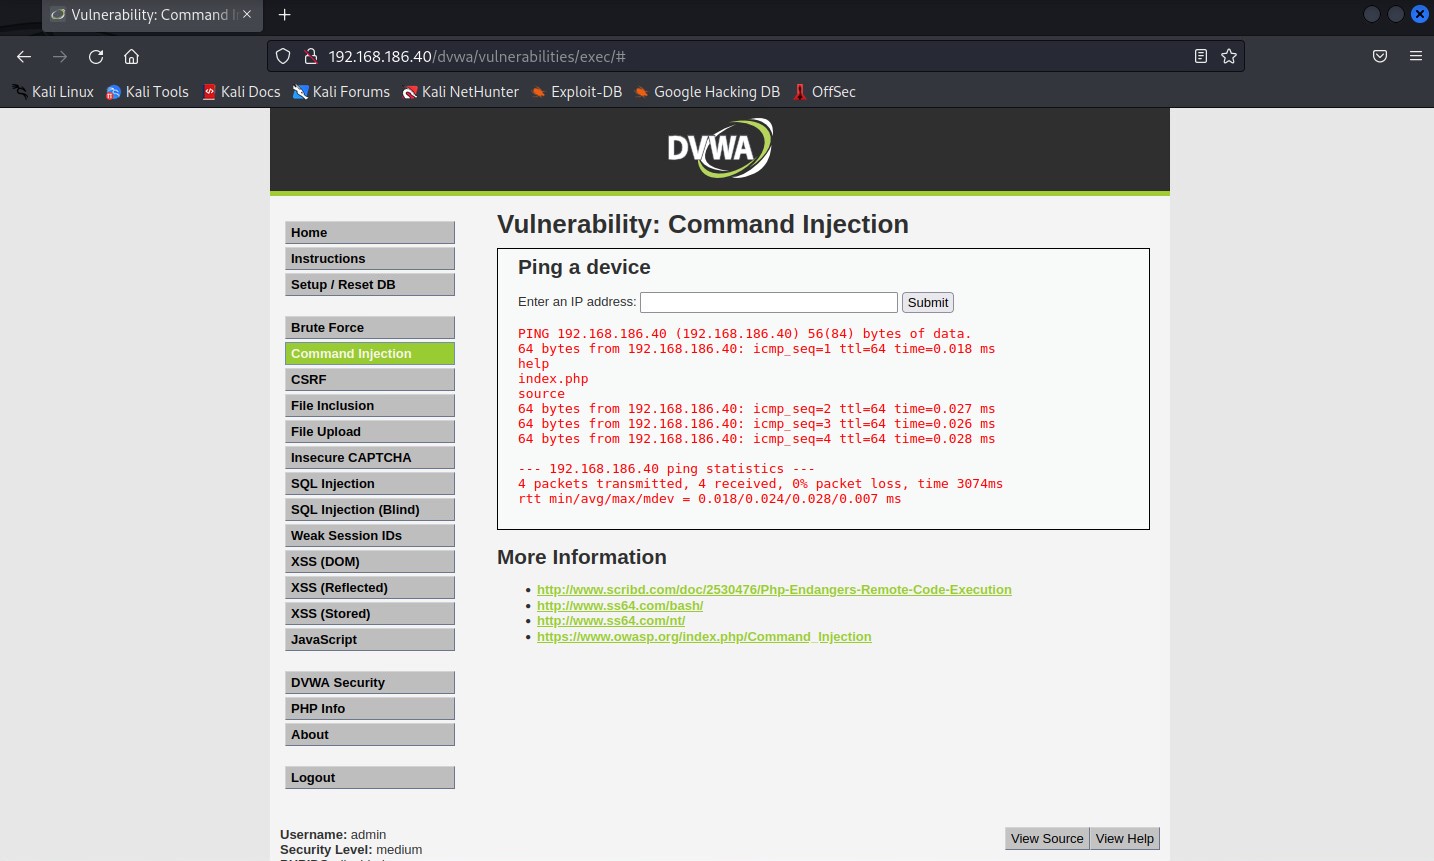 Vulnerability: Command I
192.168.186.40/dvwa/vulnerabilities/exec/#
Kali Linux Kali Tools Kali Docs Kali Forums Kali NetHunter Exploit-DB Google Hacking DB OffSec
DVWA
Home
Instructions
Setup / Reset DB
Brute Force
Command Injection
CSRF
File Inclusion
File Upload
Insecure CAPTCHA
SQL Injection
SQL Injection (Blind)
Weak Session IDs
XSS (DOM)
XSS (Reflected)
XSS (Stored)
JavaScript
DVWA Security
PHP Info
About
Logout
Vulnerability: Command Injection
Ping a device
Enter an IP address: Submit
PING 192.168.186.40 (192.168.186.40) 56(84) bytes of data.
64 bytes from 192.168.186.40: icmp_seq=1 ttl=64 time=0.018 ms
help
index.php
source
64 bytes from 192.168.186.40: icmp_seq=2 ttl=64 time=0.027 ms
64 bytes from 192.168.186.40: icmp_seq=3 ttl=64 time=0.026 ms
64 bytes from 192.168.186.40: icmp_seq=4 ttl=64 time=0.028 ms
--- 192.168.186.40 ping statistics ---
4 packets transmitted, 4 received, 0% packet loss, time 3074ms
rtt min/avg/max/mdev = 0.018/0.024/0.028/0.007 ms
More Information
http://www.scribd.com/doc/2530476/Php-Endangers-Remote-Code-Execution
http://www.ss64.com/bash/
http://www.ss64.com/nt/
https://www.owasp.org/index.php/Command_Injection
Username: admin
Security Level: medium
View Source View Help